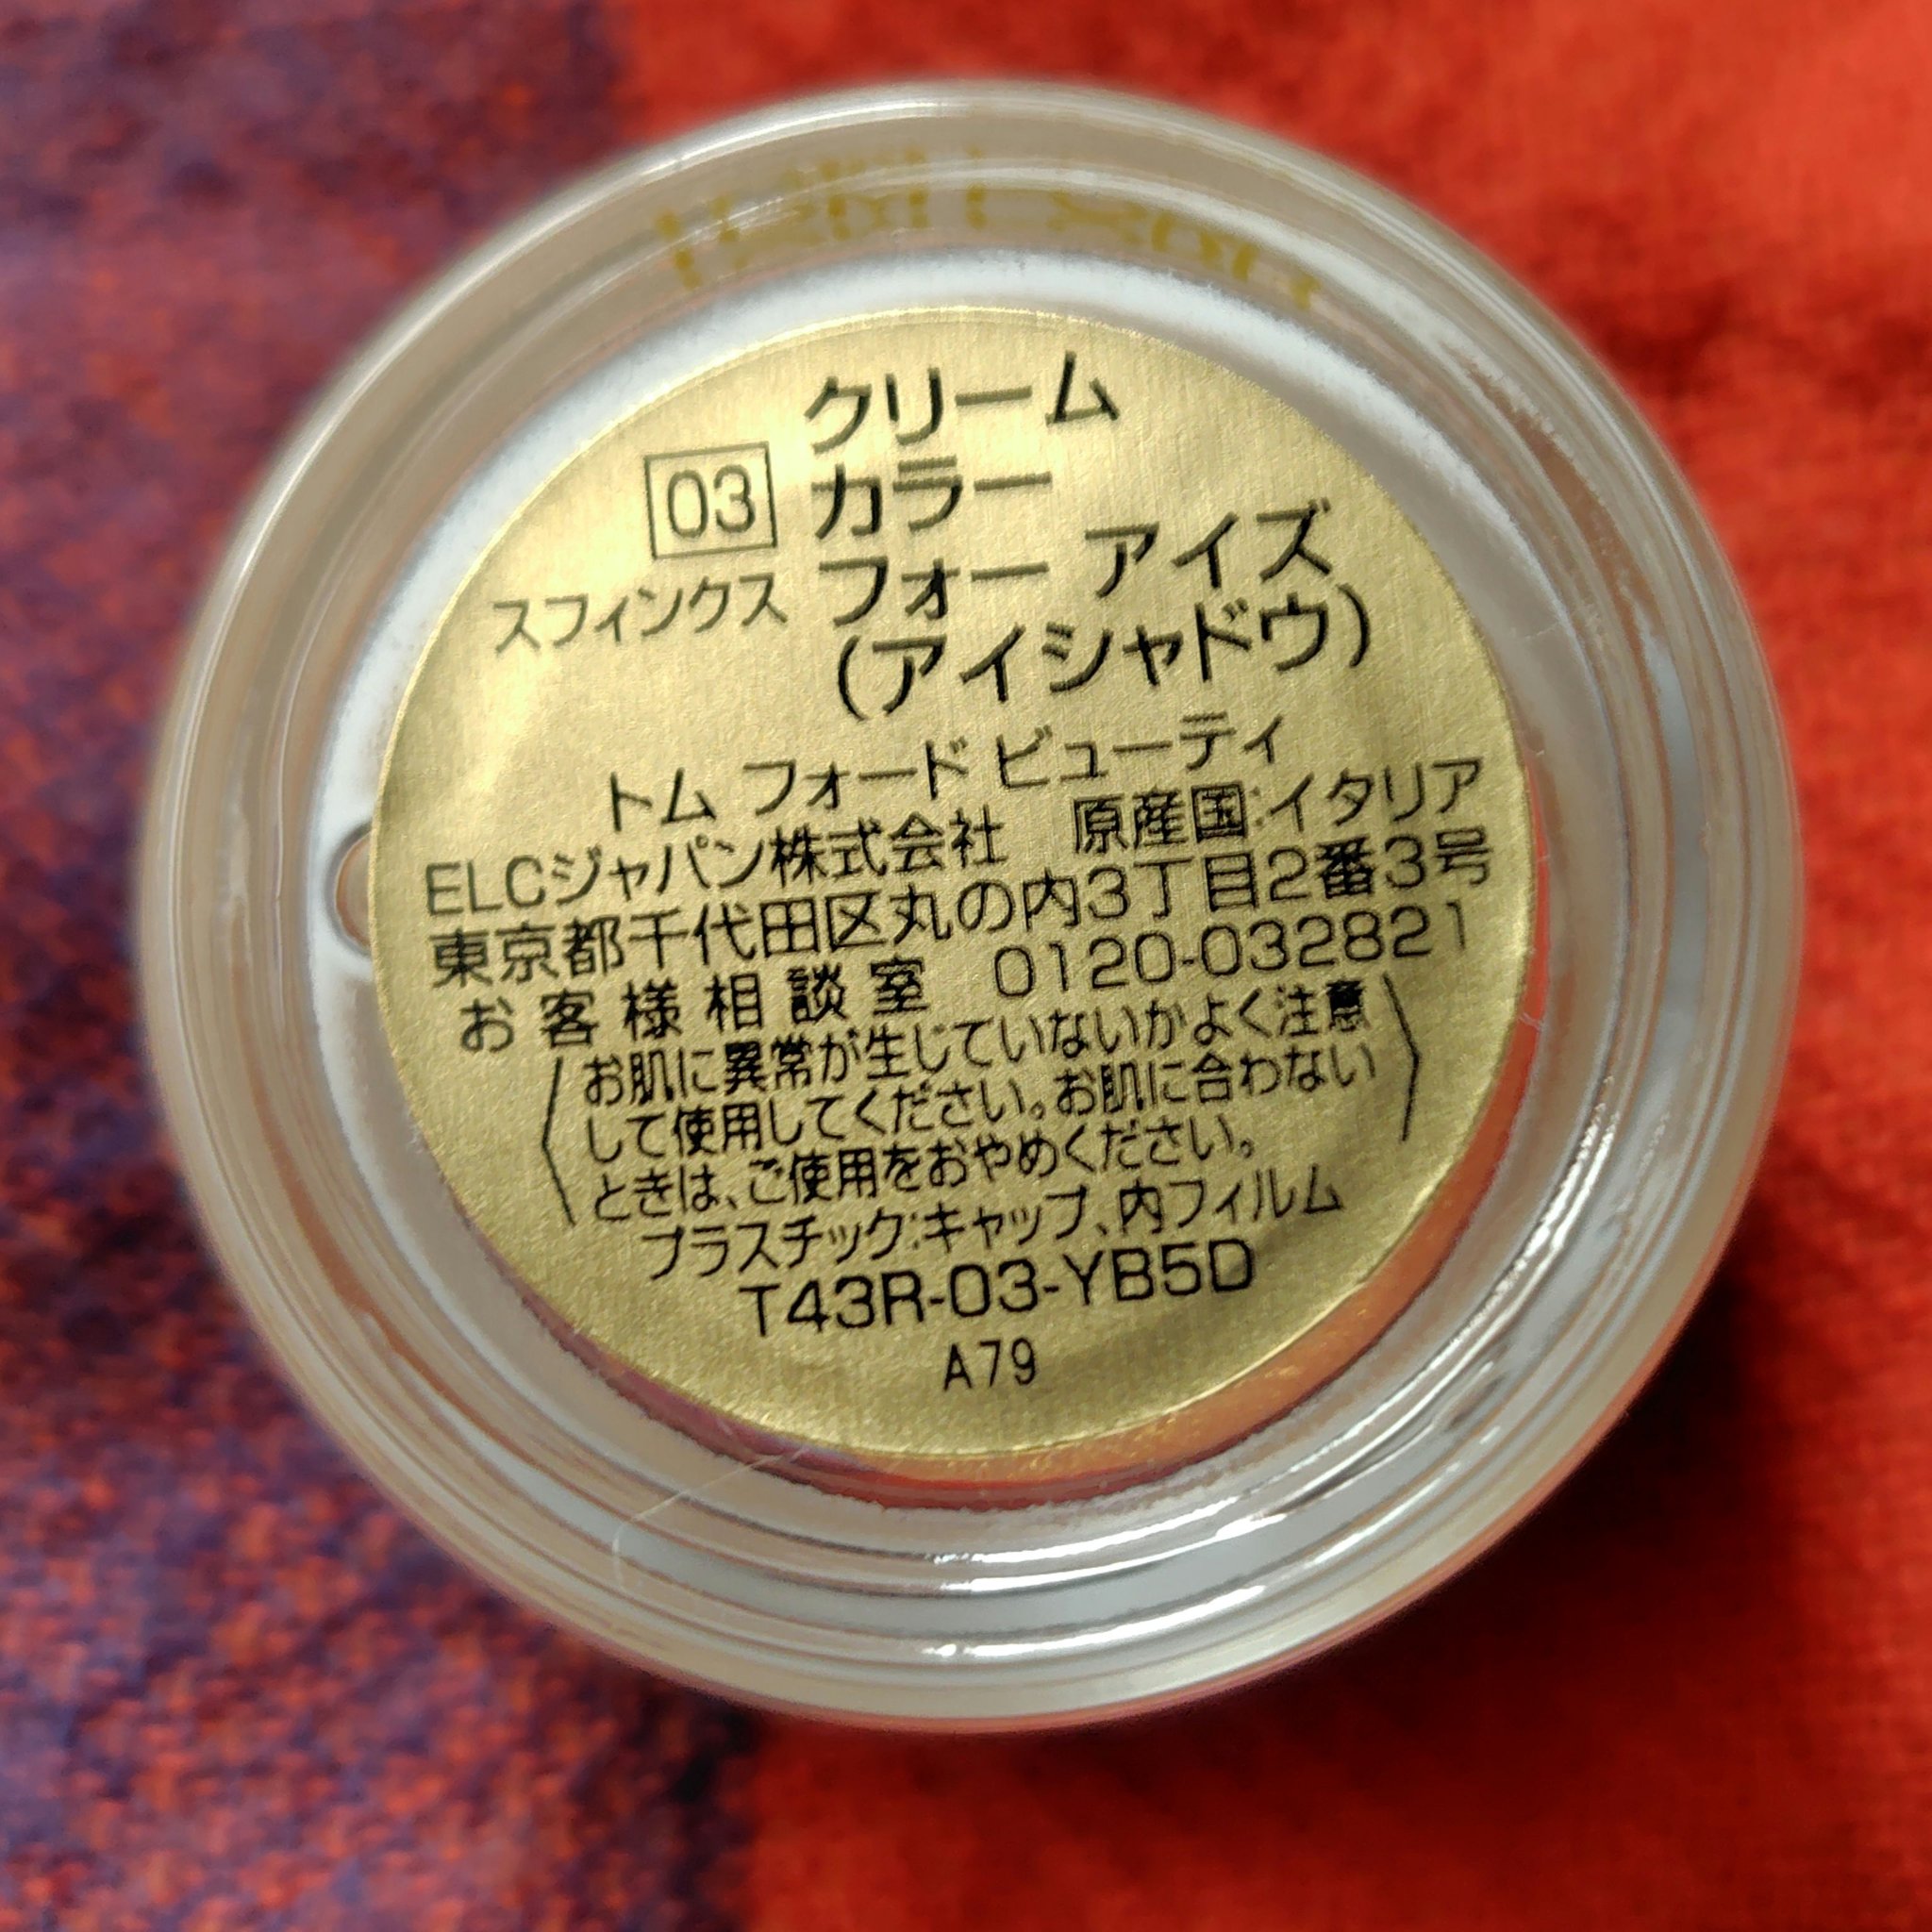 クリーム
03 カラー
スフィンクス フォー アイズ
(アイシャドウ)
トム フォード ビューティ
ELCジャパン株式会社 原産国:イタリア
東京都千代田区丸の内3丁目2番3号
お客様相談室 0120-032821
お肌に異常が生じていないかよく注意
して使用してください。お肌に合わない
ときは、ご使用をおやめください。
プラスチック:キャップ、内フィルム
T43R-03-YB5D
A79